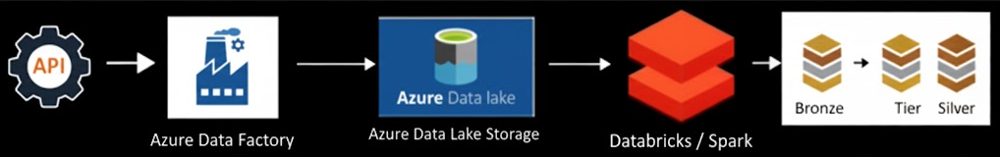 API
Azure Data Factory
Azure Data lake
Azure Data Lake Storage
Databricks / Spark
Bronze
Tier
Silver